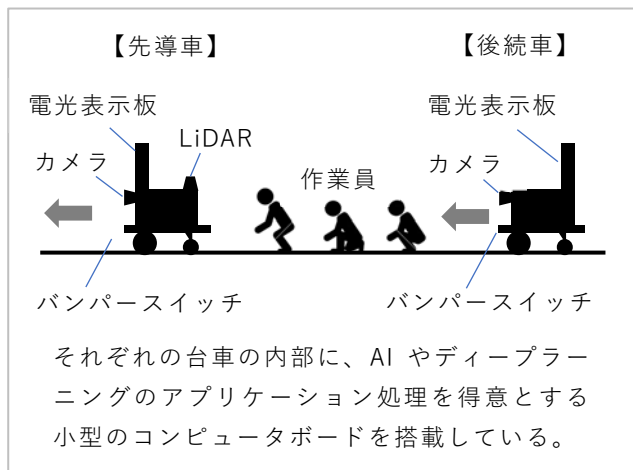 【先導車】 【後続車】
電光表示板 電光表示板
LiDAR
カメラ 作業員 カメラ
バンパースイッチ バンパースイッチ
それぞれの台車の内部に、AI やディープラー
ニングのアプリケーション処理を得意とする
小型のコンピュータボードを搭載している。